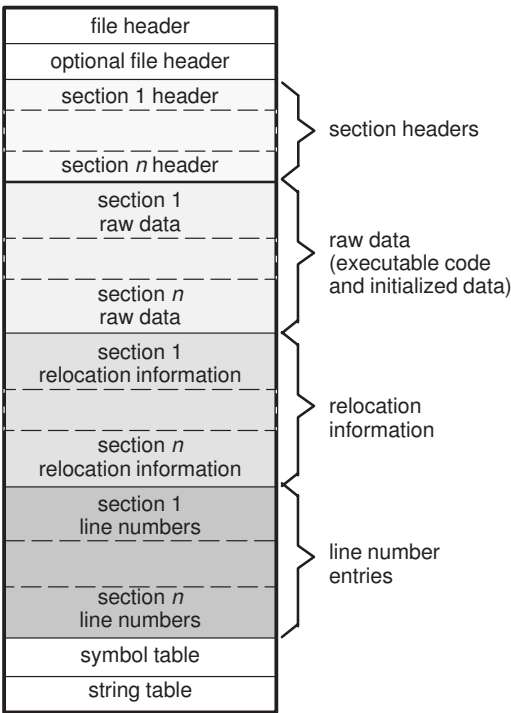 file header
optional file header
section 1 header
section n header
section headers
section 1
raw data
section n
raw data
raw data
(executable code
and initialized data)
section 1
relocation information
section n
relocation information
relocation
information
section 1
line numbers
section n
line numbers
line number
entries
symbol table
string table